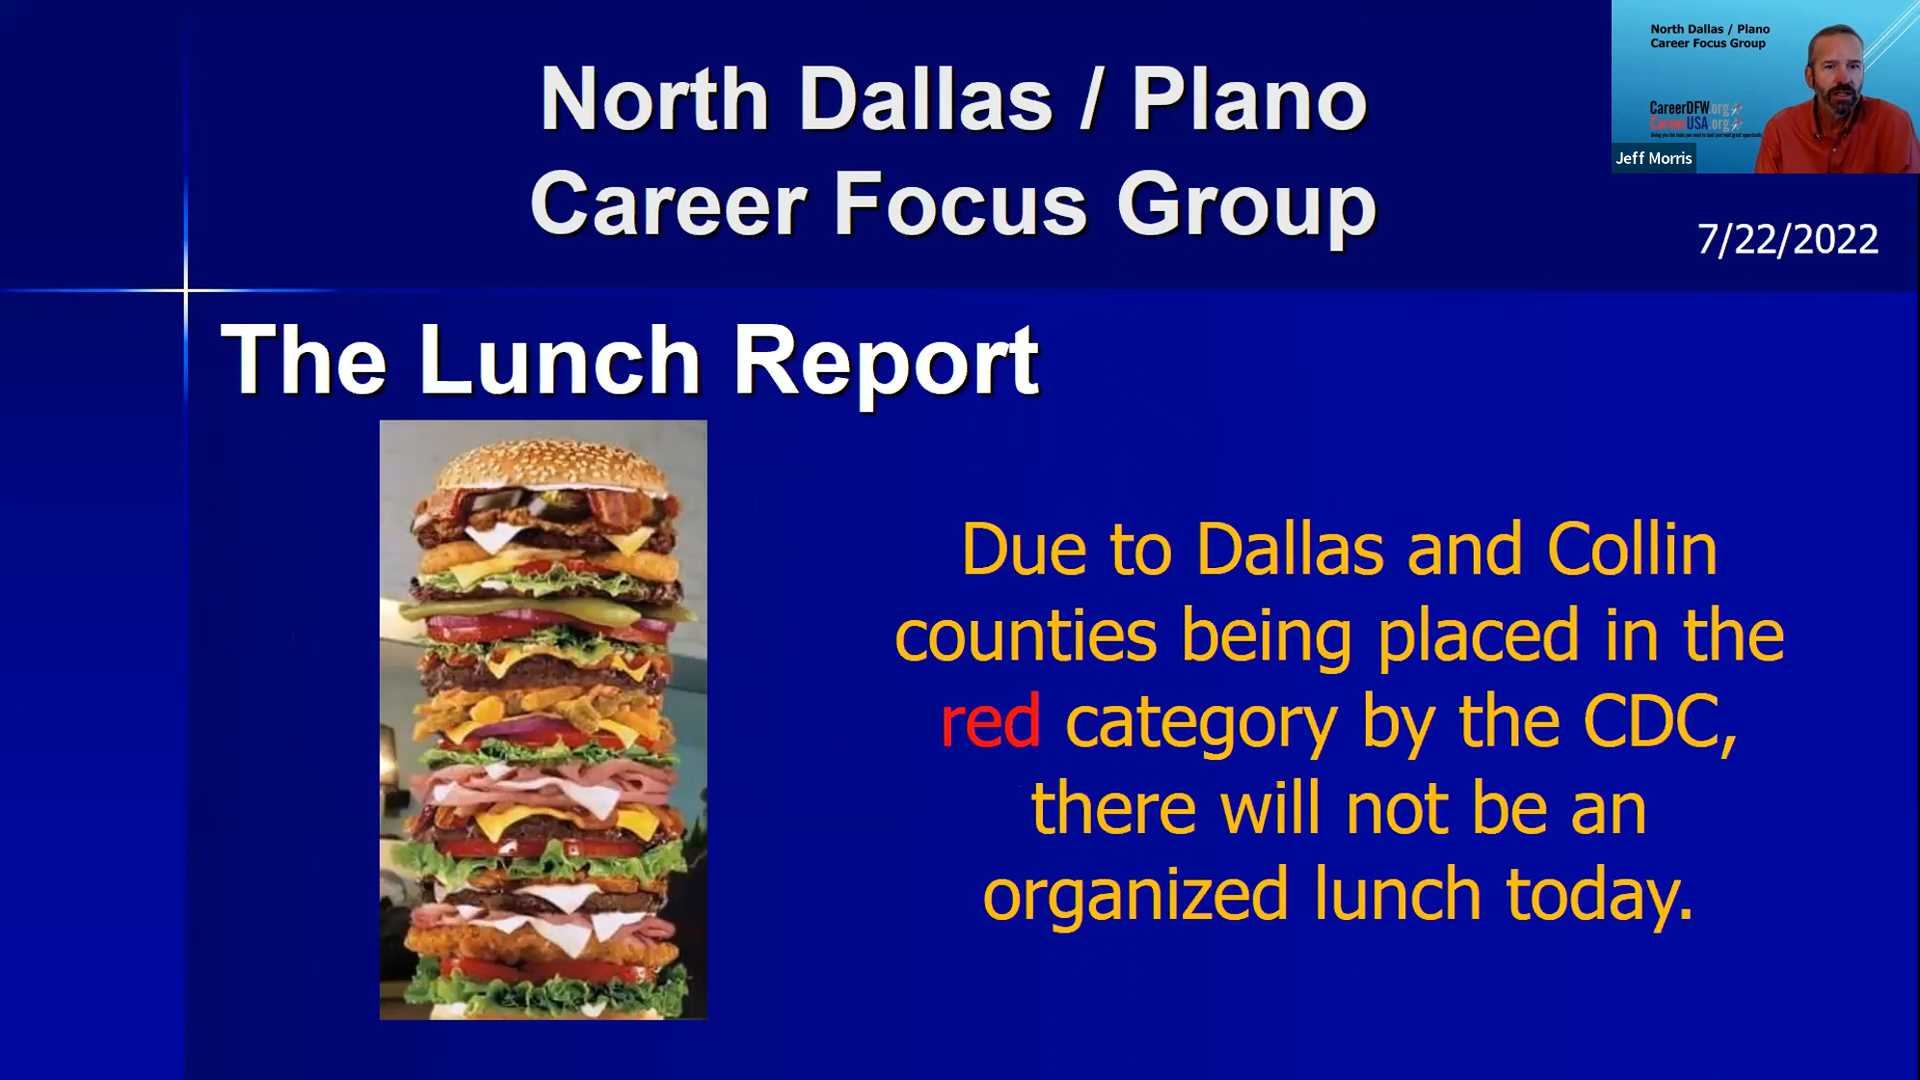 North Dallas / Plano
Career Focus Group
North Dallas / Plano
Career Focus Group
CareerDFW.org
CareerUSA.org
Jeff Morris
7/22/2022
The Lunch Report
Due to Dallas and Collin
counties being placed in the
red category by the CDC,
there will not be an
organized lunch today.